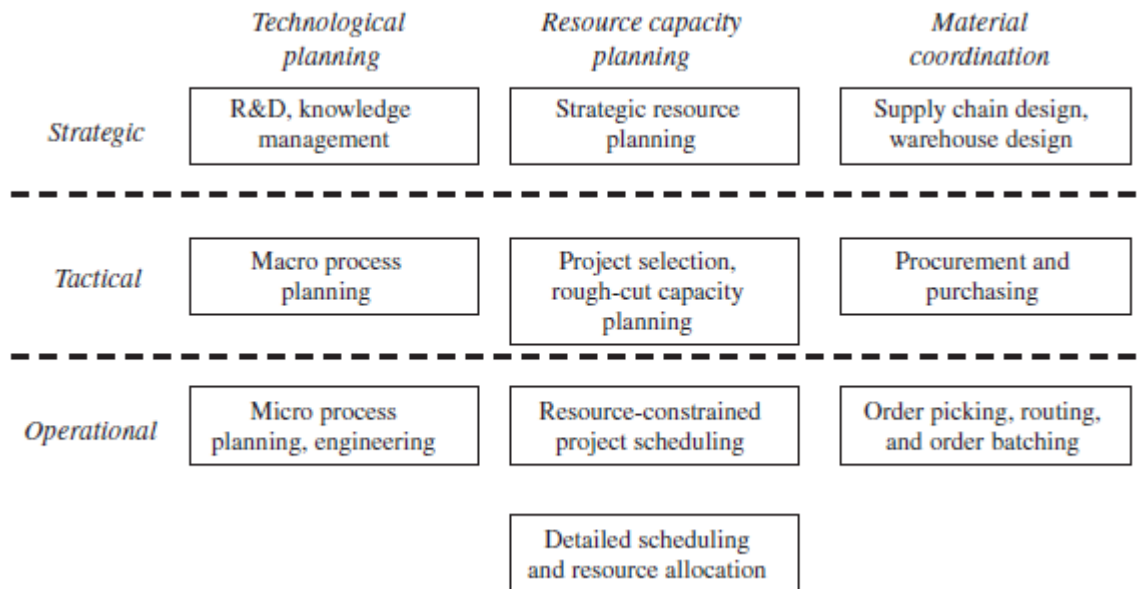 Technological
planning
Resource capacity
planning
Material
coordination
Strategic
R&D, knowledge
management
Strategic resource
planning
Supply chain design,
warehouse design
Tactical
Macro process
planning
Project selection,
rough-cut capacity
planning
Procurement and
purchasing
Operational
Micro process
planning, engineering
Resource-constrained
project scheduling
Order picking, routing,
and order batching
Detailed scheduling
and resource allocation